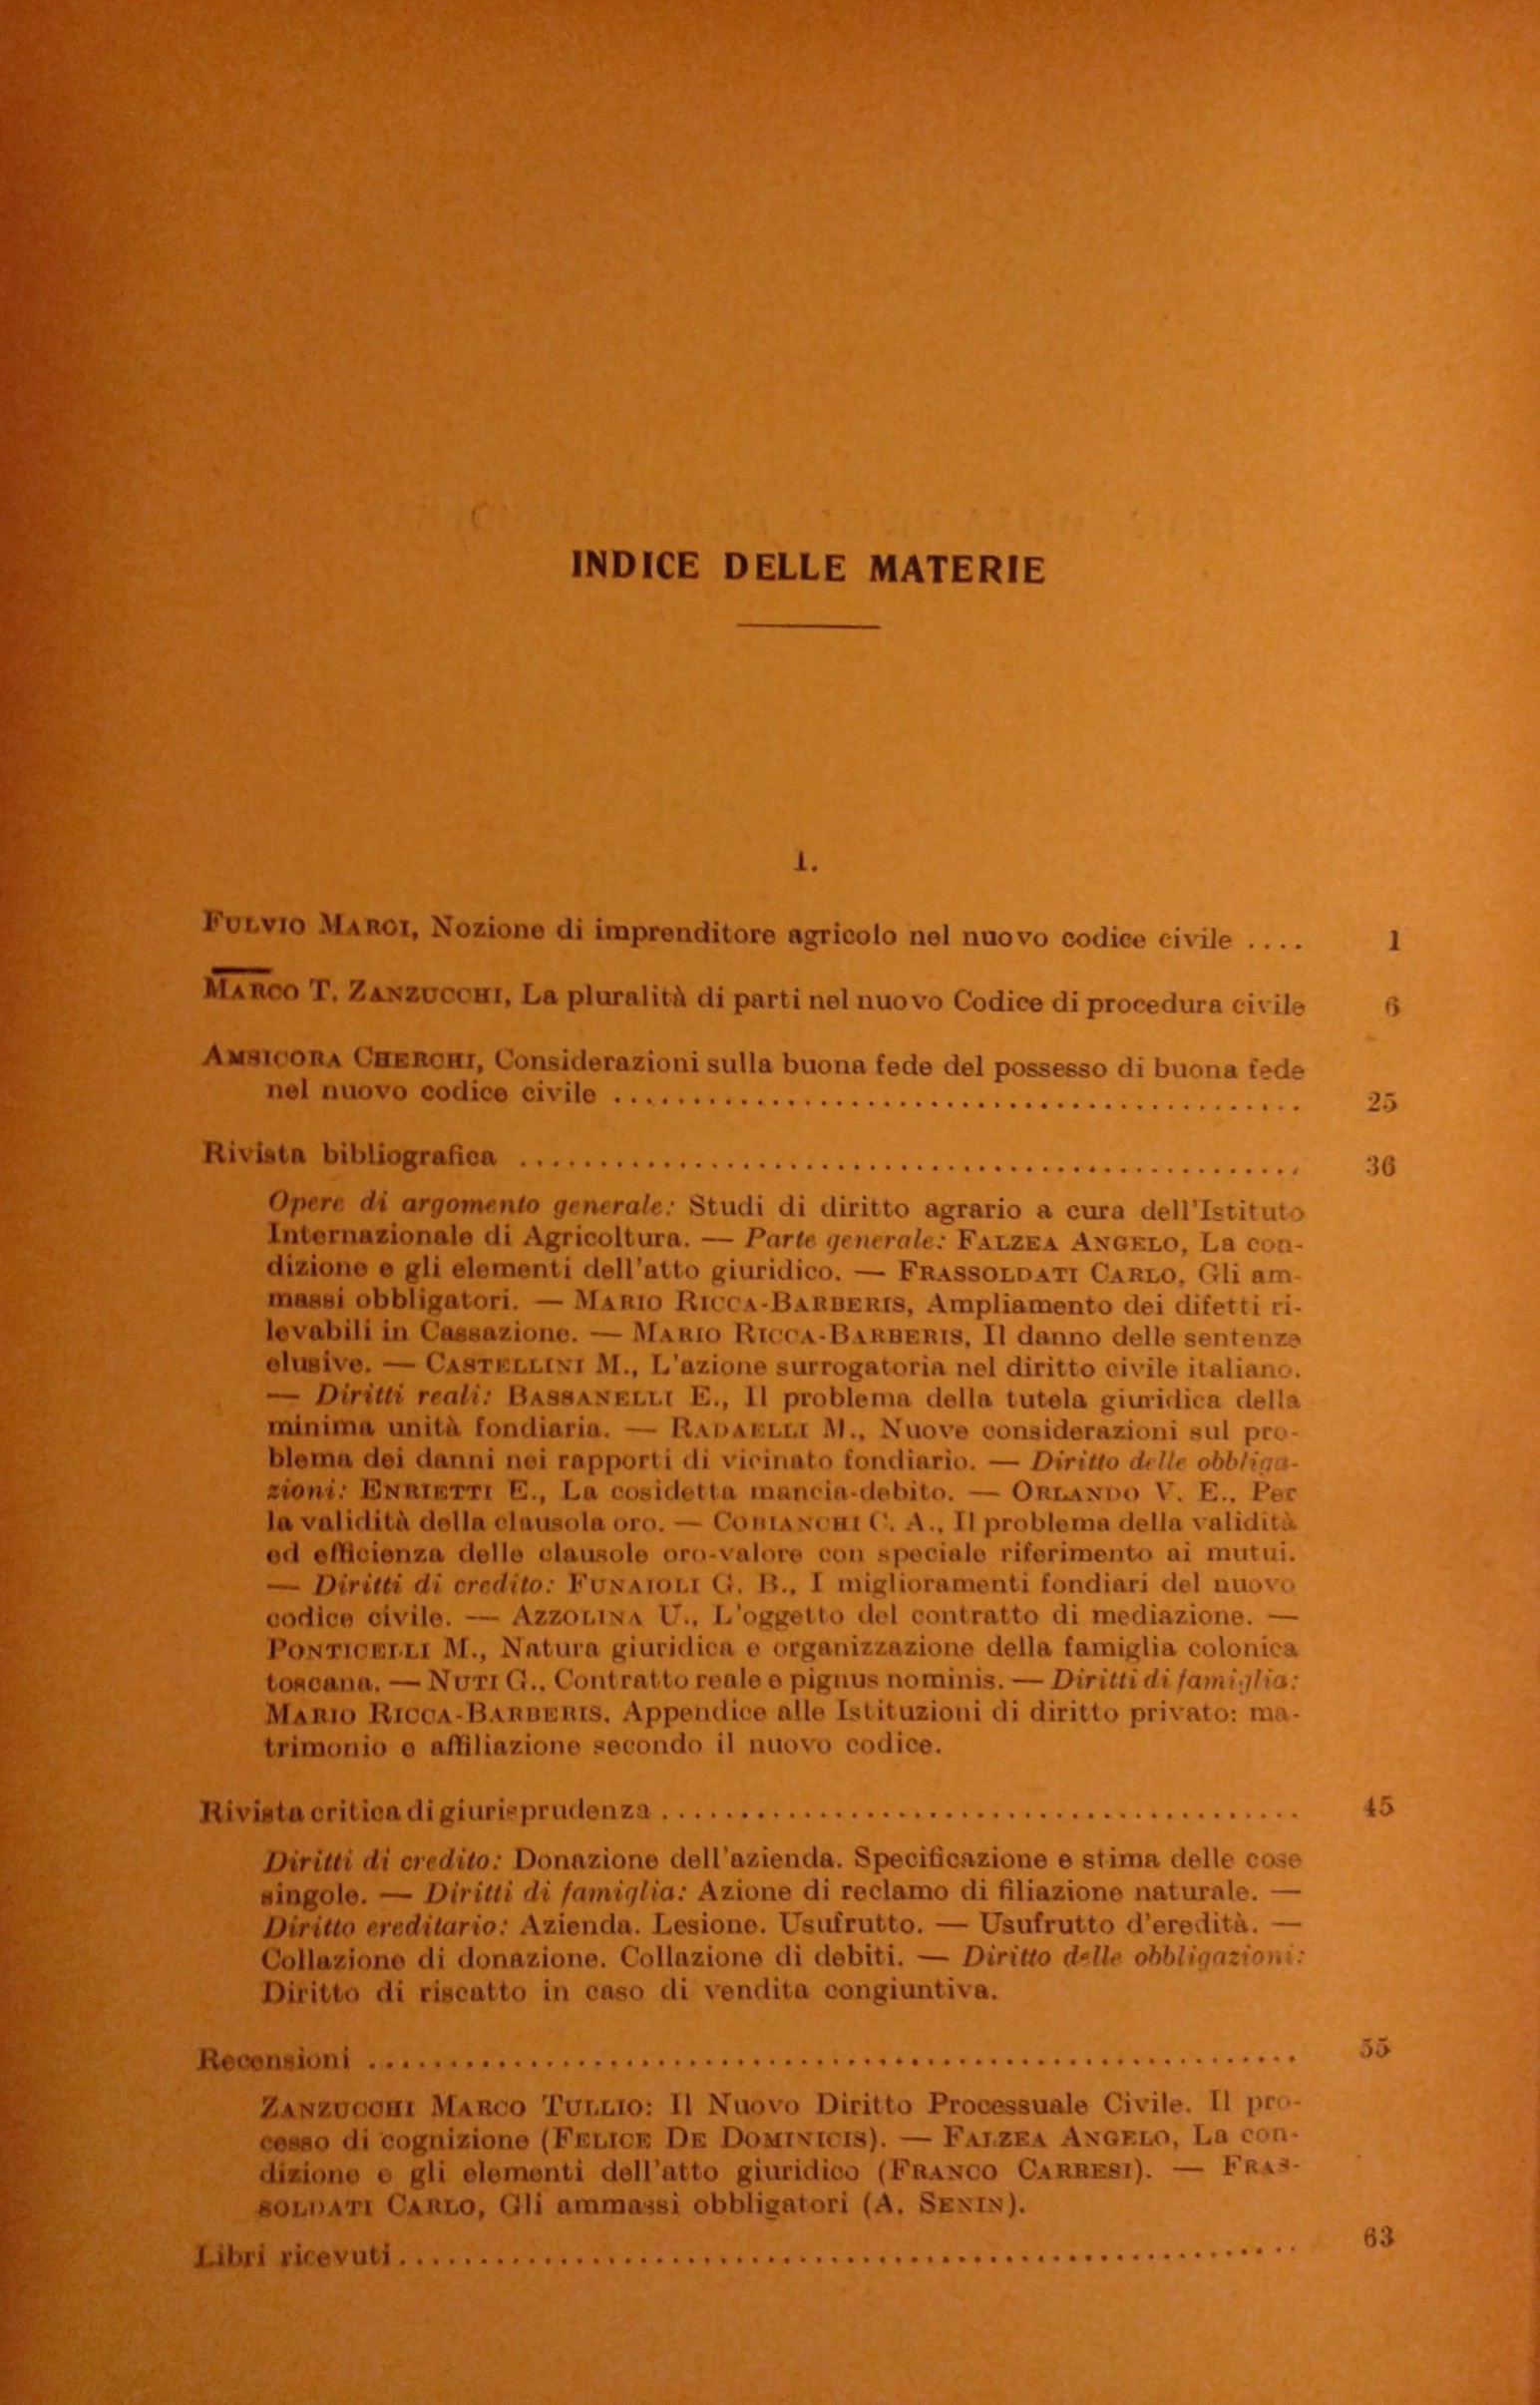 INDICE DELLE MATERIE
I.
FULVIO MAROI, Nozione di imprenditore agricolo nel nuovo codice civile .... 1
MARCO T. ZANZUCCHI, La pluralità di parti nel nuovo Codice di procedura civile 6
AMSICORA CHERCHI, Considerazioni sulla buona fede del possesso di buona fede
nel nuovo codice civile ............................................ 25
Rivista bibliografica .................................................. 36
Opere di argomento generale: Studi di diritto agrario a cura dell'Istituto
Internazionale di Agricoltura. — Parte generale: FALZEA ANGELO, La con-
dizione e gli elementi dell'atto giuridico. — FRASSOLDATI CARLO, Gli am-
massi obbligatori. — MARIO RICCA-BARBERIS, Ampliamento dei difetti ri-
levabili in Cassazione. — MARIO RICCA-BARBERIS, Il danno delle sentenze
elusive. — CASTELLINI M., L'azione surrogatoria nel diritto civile italiano.
— Diritti reali: BASSANELLI E., Il problema della tutela giuridica della
minima unità fondiaria. — RADAELLI M., Nuove considerazioni sul pro-
blema dei danni nei rapporti di vicinato fondiario. — Diritto delle obbliga-
zioni: ENRIETTI E., La cosidetta mancia-debito. — ORLANDO V. E., Per
la validità della clausola oro. — COBIANCHI C. A., Il problema della validità
ed efficienza delle clausole oro-valore con speciale riferimento ai mutui.
— Diritti di credito: FUNAIOLI G. B., I miglioramenti fondiari del nuovo
codice civile. — AZZOLINA U., L'oggetto del contratto di mediazione. —
PONTICELLI M., Natura giuridica e organizzazione della famiglia colonica
toscana. — NUTI G., Contratto reale e pignus nominis. — Diritti di famiglia:
MARIO RICCA-BARBERIS, Appendice alle Istituzioni di diritto privato: ma-
trimonio e affiliazione secondo il nuovo codice.
Rivista critica di giurisprudenza ......................................... 45
Diritti di credito: Donazione dell'azienda. Specificazione e stima delle cose
singole. — Diritti di famiglia: Azione di reclamo di filiazione naturale. —
Diritto ereditario: Azienda. Lesione. Usufrutto. — Usufrutto d'eredità. —
Collazione di donazione. Collazione di debiti. — Diritto delle obbligazioni:
Diritto di riscatto in caso di vendita congiuntiva.
Recensioni ............................................................ 55
ZANZUCCHI MARCO TULLIO: Il Nuovo Diritto Processuale Civile. Il pro-
cesso di cognizione (FELICE DE DOMINICIS). — FALZEA ANGELO, La con-
dizione e gli elementi dell'atto giuridico (FRANCO CARRESI). — FRAS-
SOLDATI CARLO, Gli ammassi obbligatori (A. SENIN).
Libri ricevuti.......................................................... 63